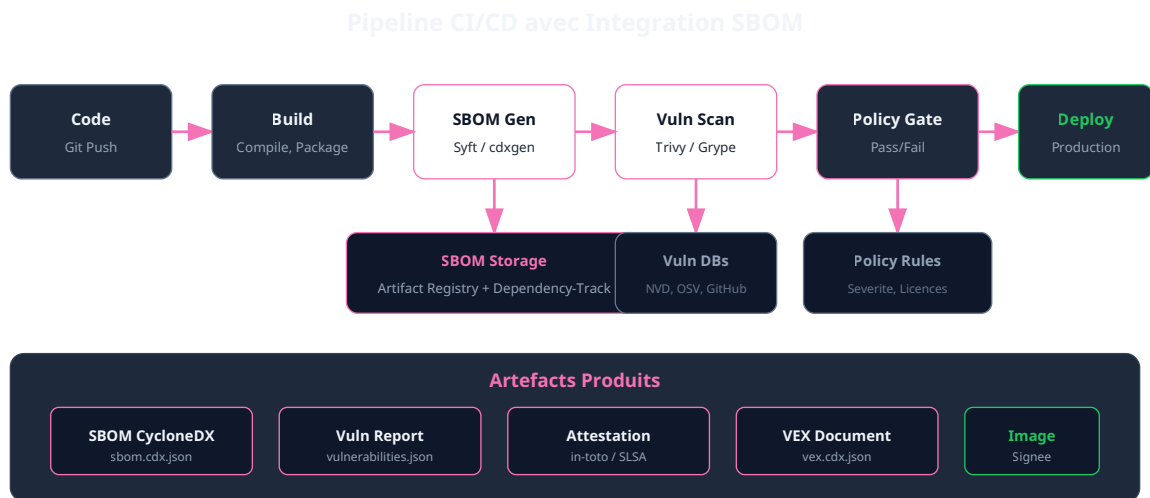 Pipeline CI/CD avec Integration SBOM
Code
Git Push
Build
Compile, Package
SBOM Gen
Syft / cdxgen
Vuln Scan
Trivy / Grype
Policy Gate
Pass/Fail
Deploy
Production
SBOM Storage
Artifact Registry + Dependency-Track
Vuln DBs
NVD, OSV, GitHub
Policy Rules
Severite, Licences
Artefacts Produits
SBOM CycloneDX
sbom.cdx.json
Vuln Report
vulnerabilities.json
Attestation
in-toto / SLSA
VEX Document
vex.cdx.json
Image
Signee